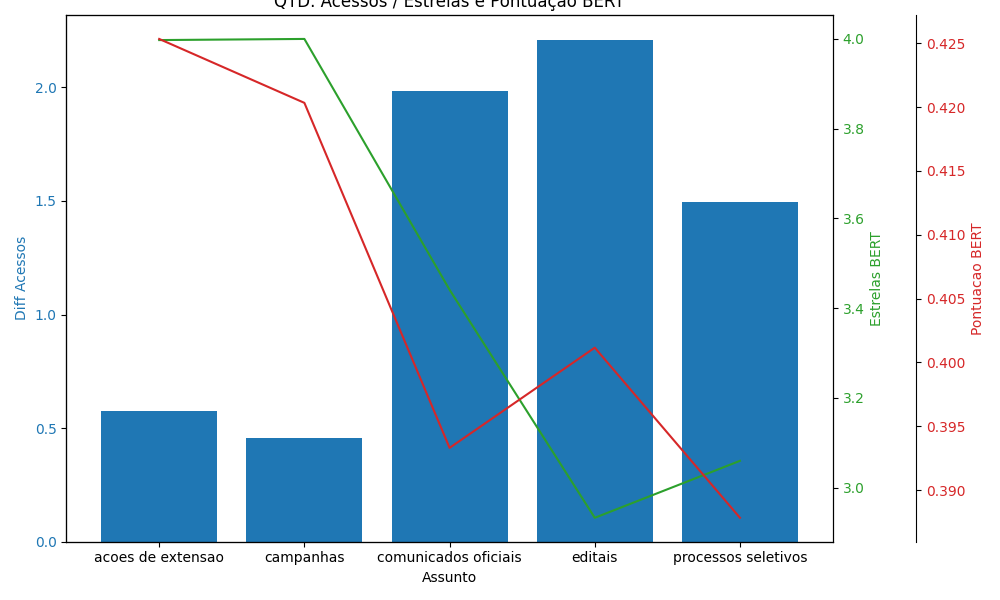 QTD. Acessos / Estrelas e Pontuação BERT
2.0
1.5
1.0
0.5
0.0
Diff Acessos
acoes de extensao
campanhas
comunicados oficiais
editais
processos seletivos
Assunto
4.0
3.8
3.6
3.4
3.2
3.0
Estrelas BERT
0.425
0.420
0.415
0.410
0.405
0.400
0.395
0.390
Pontuacao BERT